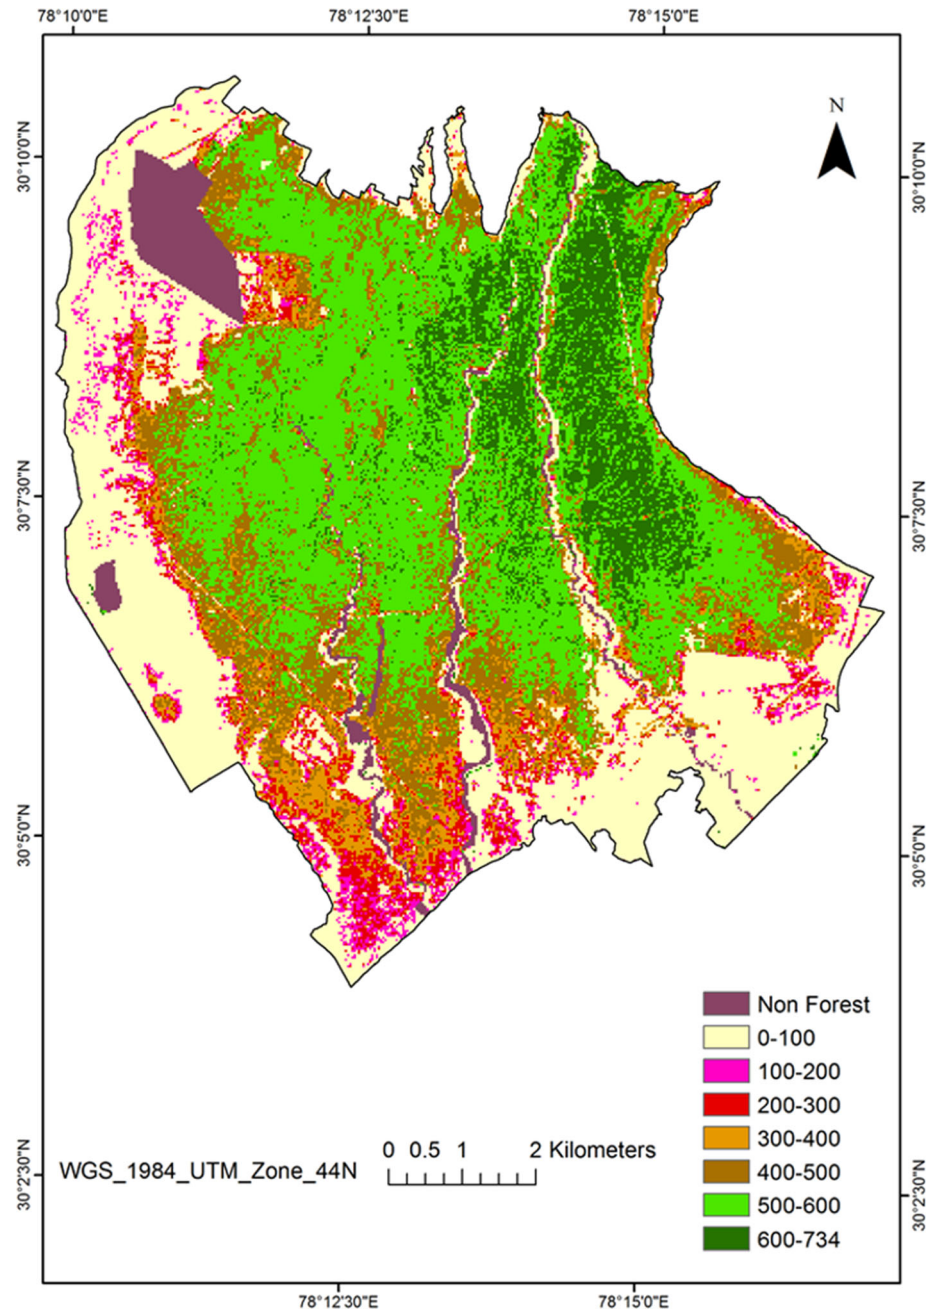 78°10'0"E 78°12'30"E 78°15'0"E
N
30°10'0"N 30°10'0"N
30°7'30"N 30°7'30"N
30°5'0"N 30°5'0"N
Non Forest
0-100
100-200
200-300
300-400
400-500
500-600
600-734
0 0.5 1 2 Kilometers
WGS_1984_UTM_Zone_44N
30°2'30"N 30°2'30"N
78°12'30"E 78°15'0"E